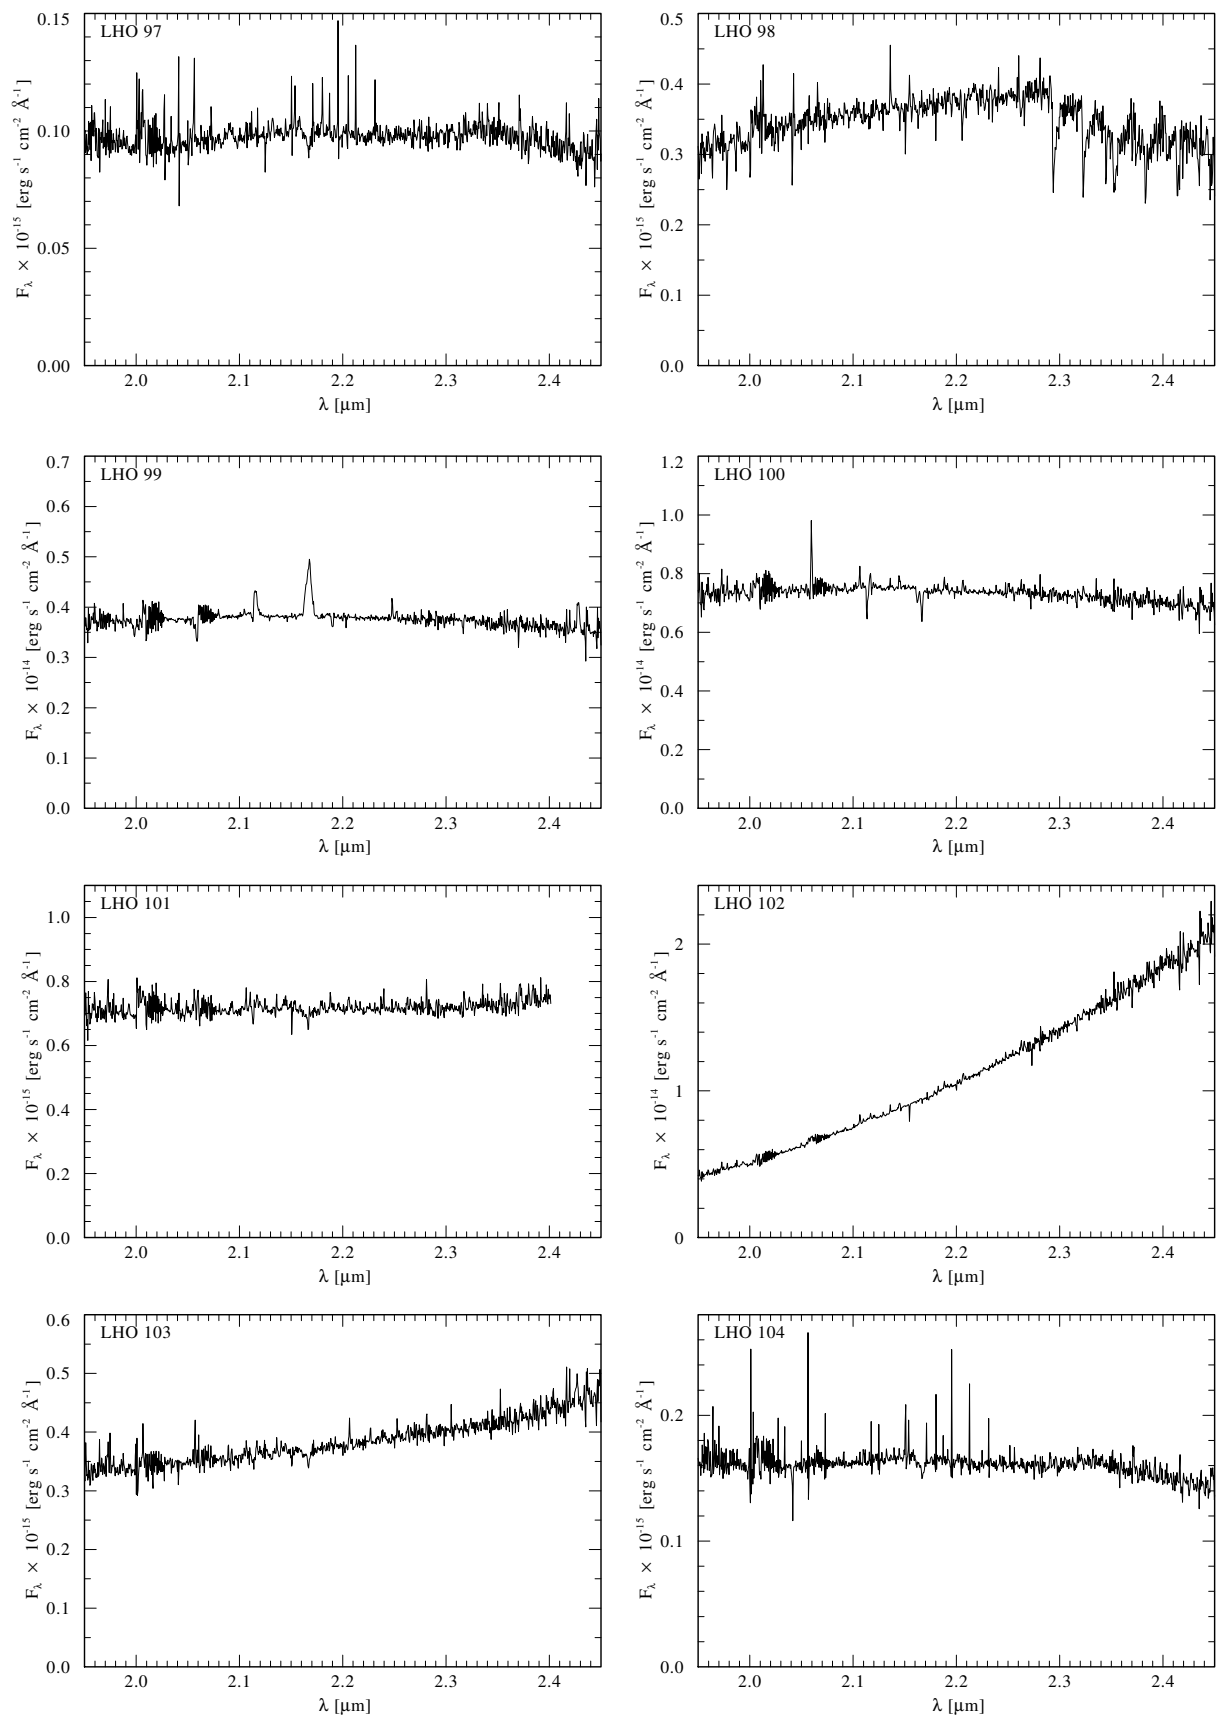 LHO 97
0.15
0.10
0.05
0.00
F_λ × 10^-15 [erg s^-1 cm^-2 Å^-1]
2.0 2.1 2.2 2.3 2.4
λ [μm]
LHO 98
0.5
0.4
0.3
0.2
0.1
0.0
F_λ × 10^-15 [erg s^-1 cm^-2 Å^-1]
2.0 2.1 2.2 2.3 2.4
λ [μm]
LHO 99
0.7
0.6
0.5
0.4
0.3
0.2
0.1
0.0
F_λ × 10^-14 [erg s^-1 cm^-2 Å^-1]
2.0 2.1 2.2 2.3 2.4
λ [μm]
LHO 100
1.2
1.0
0.8
0.6
0.4
0.2
0.0
F_λ × 10^-14 [erg s^-1 cm^-2 Å^-1]
2.0 2.1 2.2 2.3 2.4
λ [μm]
LHO 101
1.0
0.8
0.6
0.4
0.2
0.0
F_λ × 10^-15 [erg s^-1 cm^-2 Å^-1]
2.0 2.1 2.2 2.3 2.4
λ [μm]
LHO 102
2
1
0
F_λ × 10^-14 [erg s^-1 cm^-2 Å^-1]
2.0 2.1 2.2 2.3 2.4
λ [μm]
LHO 103
0.6
0.5
0.4
0.3
0.2
0.1
0.0
F_λ × 10^-15 [erg s^-1 cm^-2 Å^-1]
2.0 2.1 2.2 2.3 2.4
λ [μm]
LHO 104
0.2
0.1
0.0
F_λ × 10^-15 [erg s^-1 cm^-2 Å^-1]
2.0 2.1 2.2 2.3 2.4
λ [μm]